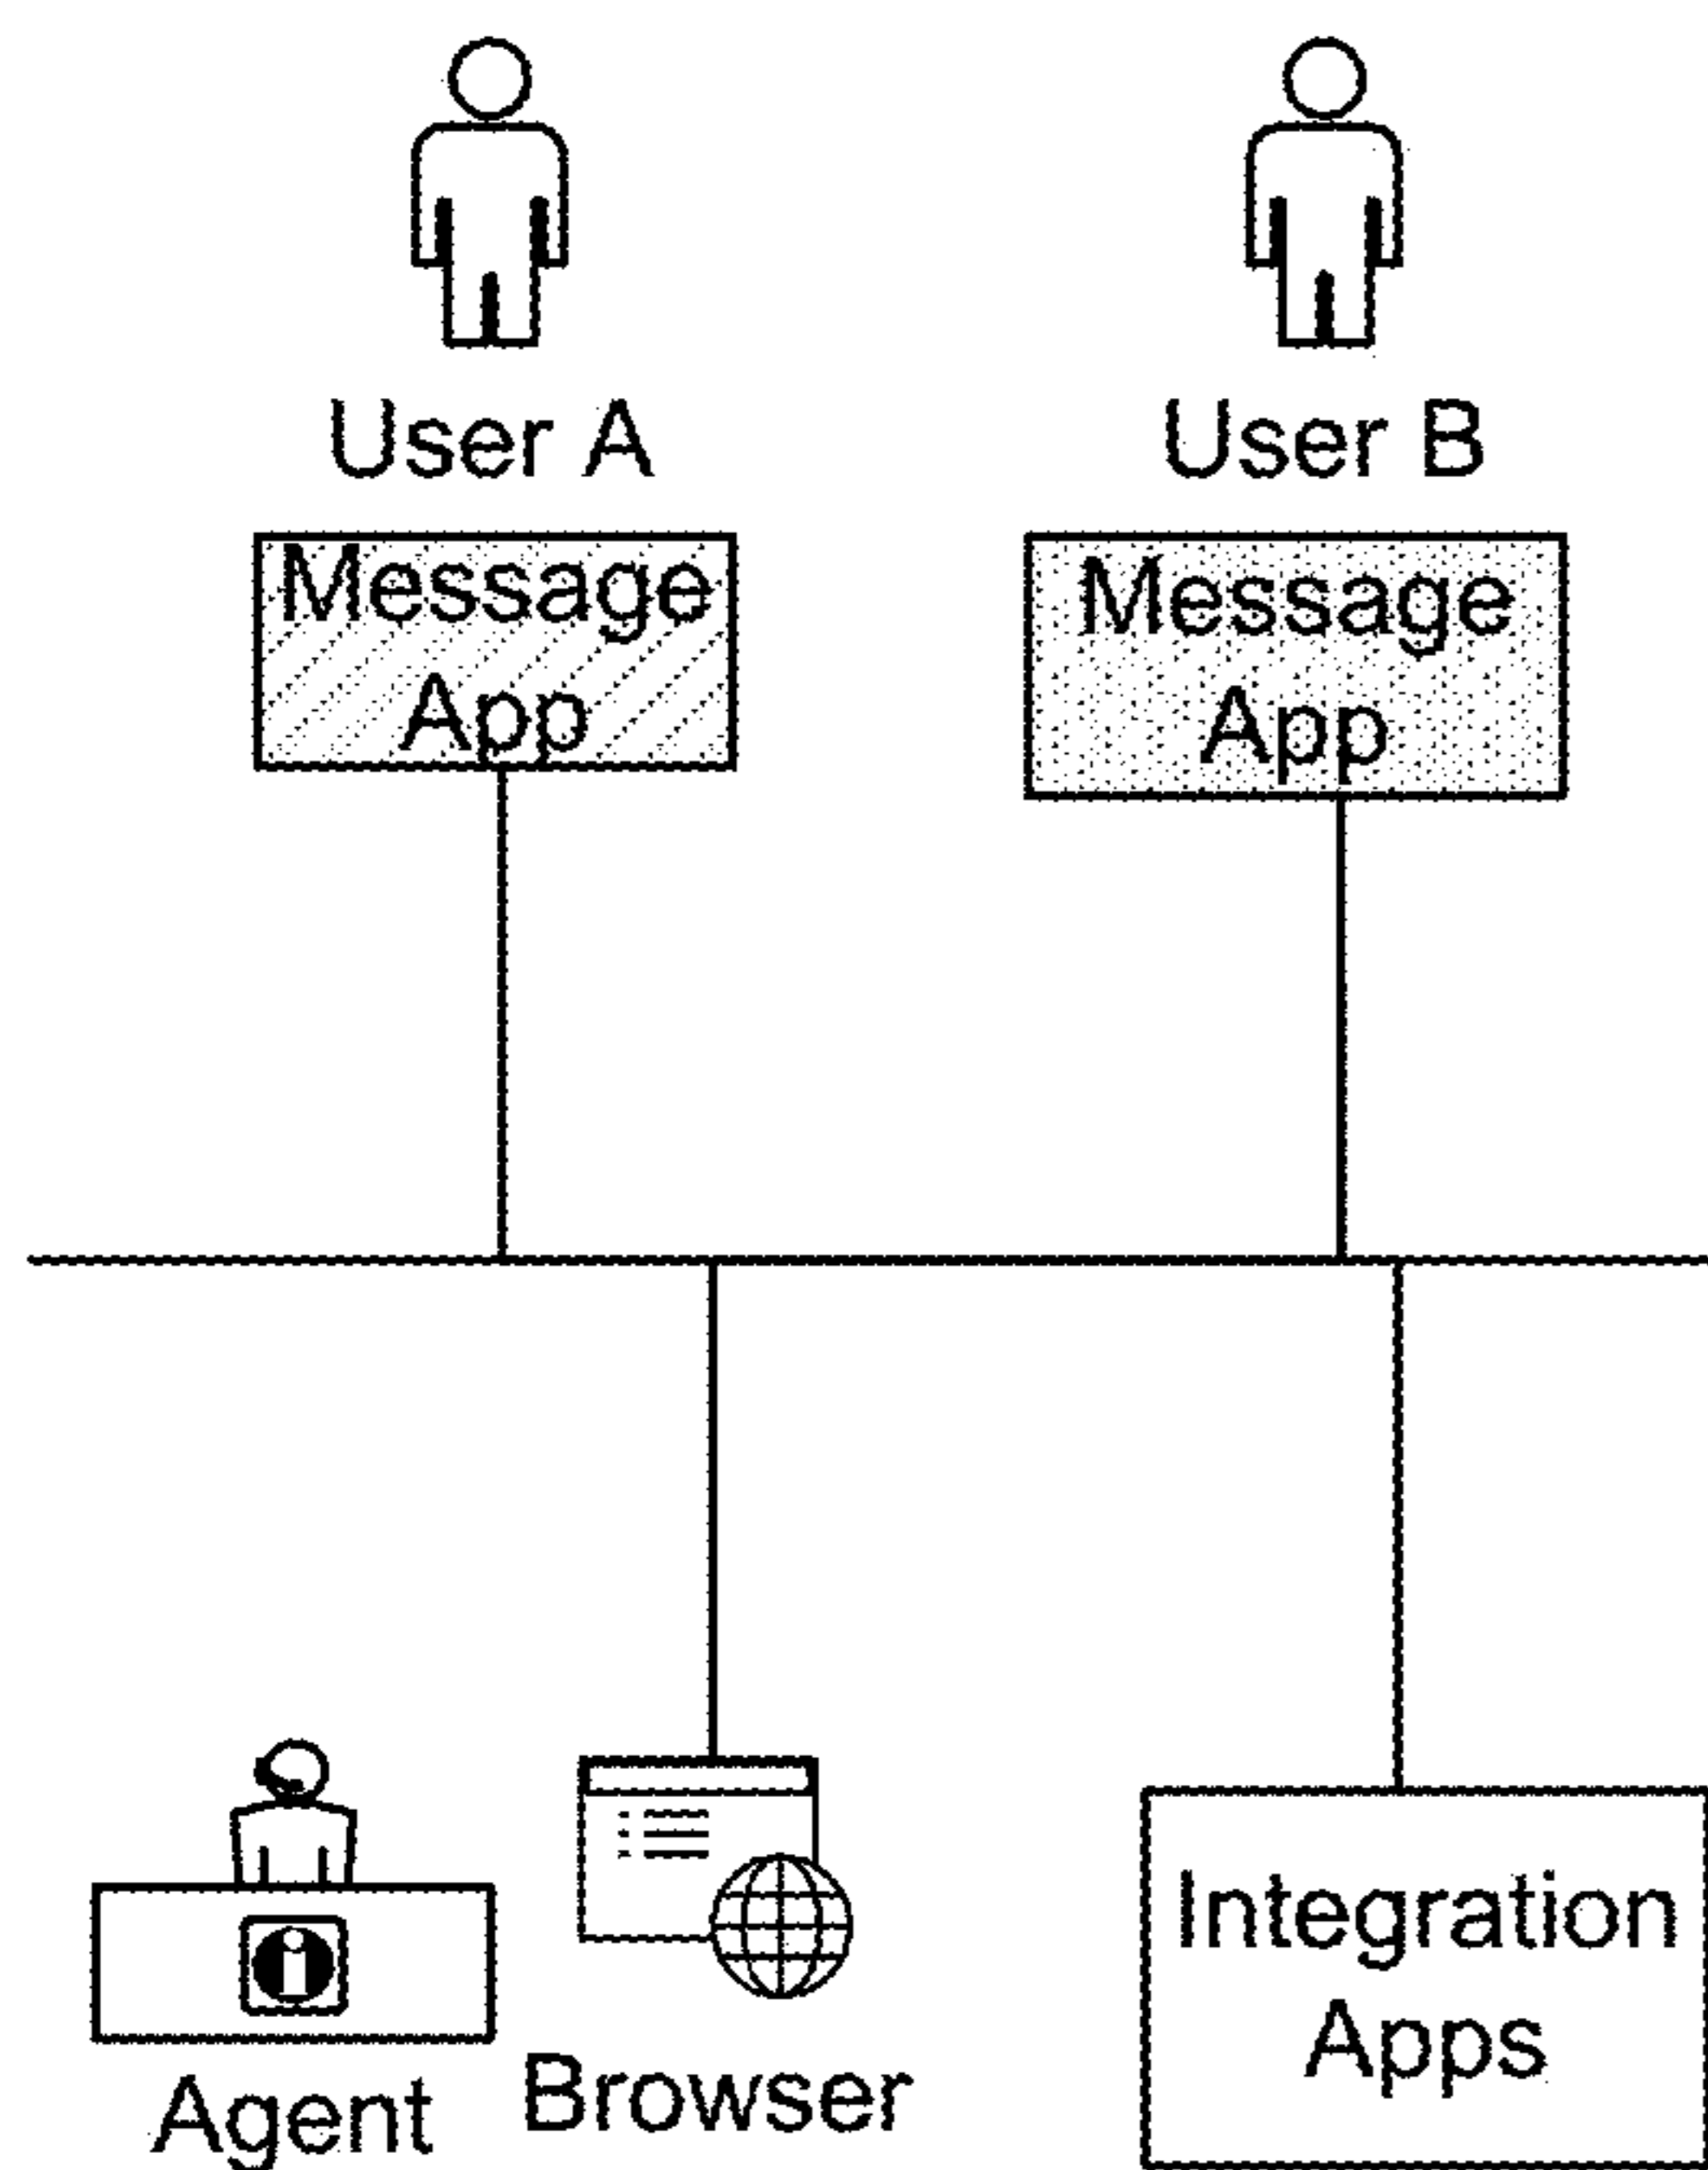 User A
User B
Message
App
Message
App
i
Agent
Browser
Integration
Apps